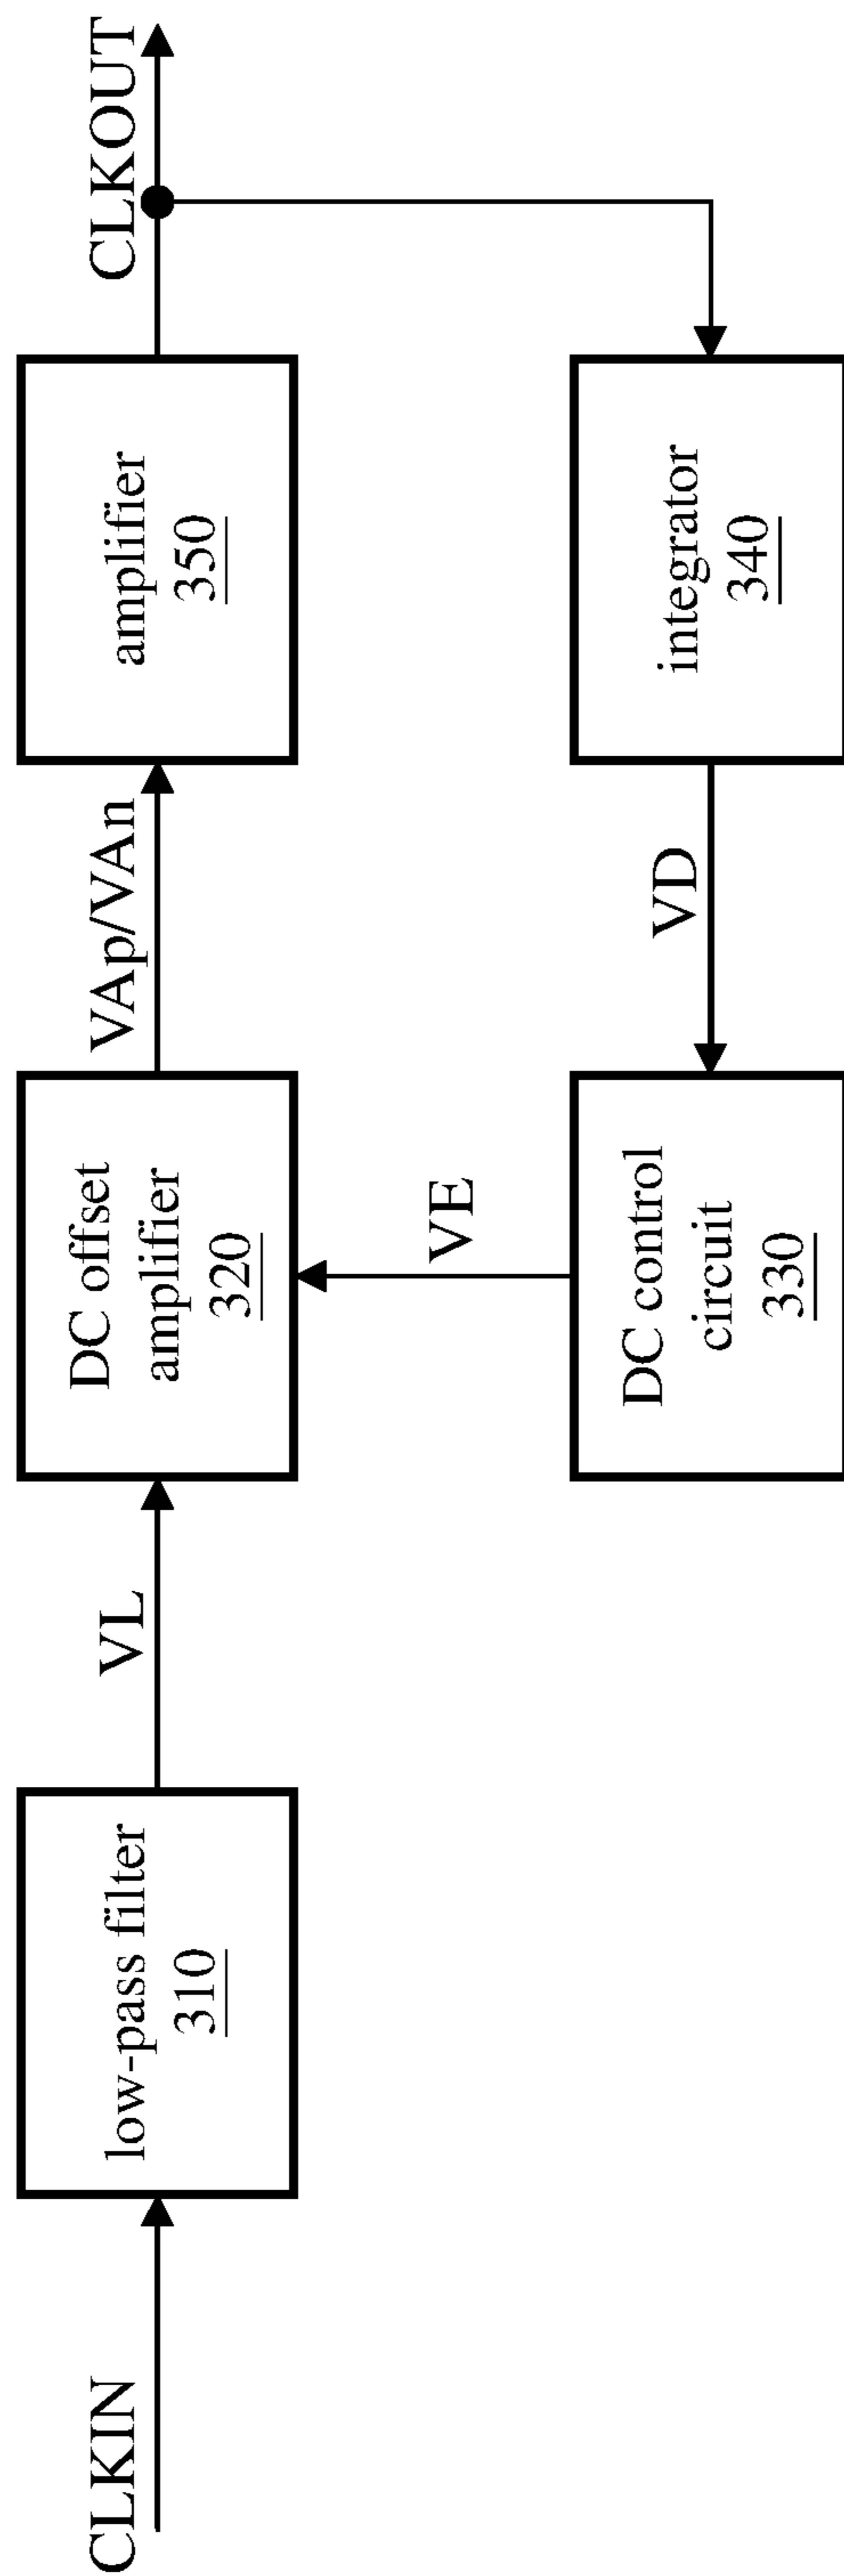 CLKIN
low-pass filter
310
VL
DC offset
amplifier
320
VAp/VAn
amplifier
350
CLKOUT
VE
DC control
circuit
330
VD
integrator
340